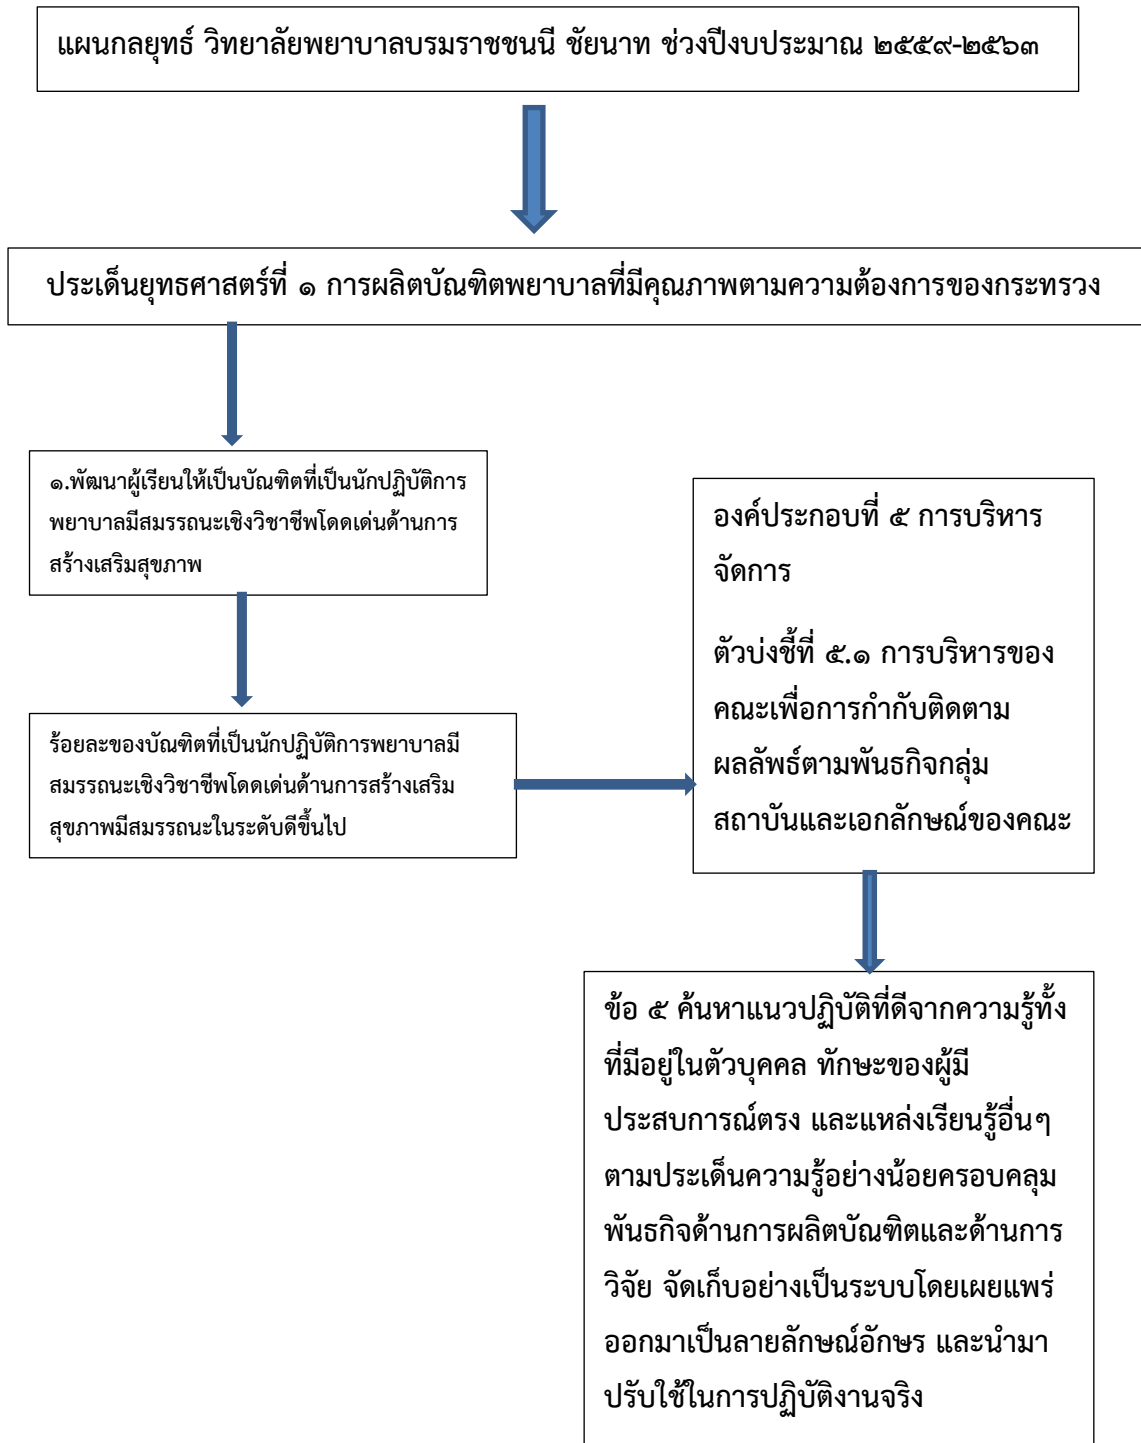 แผนกลยุทธ์ วิทยาลัยพยาบาลบรมราชชนนี ชัยนาท ช่วงปีงบประมาณ ๒๕๕๙-๒๕๖๓
ประเด็นยุทธศาสตร์ที่ ๑ การผลิตบัณฑิตพยาบาลที่มีคุณภาพตามความต้องการของกระทรวง
๑.พัฒนาผู้เรียนให้เป็นบัณฑิตที่เป็นนักปฏิบัติการ
พยาบาลมีสมรรถนะเชิงวิชาชีพโดดเด่นด้านการ
สร้างเสริมสุขภาพ
ร้อยละของบัณฑิตที่เป็นนักปฏิบัติการพยาบาลมี
สมรรถนะเชิงวิชาชีพโดดเด่นด้านการสร้างเสริม
สุขภาพมีสมรรถนะในระดับดีขึ้นไป
องค์ประกอบที่ ๕ การบริหาร
จัดการ
ตัวบ่งชี้ที่ ๕.๑ การบริหารของ
คณะเพื่อการกำกับติดตาม
ผลลัพธ์ตามพันธกิจกลุ่ม
สถาบันและเอกลักษณ์ของคณะ
ข้อ ๕ ค้นหาแนวปฏิบัติที่ดีจากความรู้ทั้ง
ที่มีอยู่ในตัวบุคคล ทักษะของผู้มี
ประสบการณ์ตรง และแหล่งเรียนรู้อื่นๆ
ตามประเด็นความรู้อย่างน้อยครอบคลุม
พันธกิจด้านการผลิตบัณฑิตและด้านการ
วิจัย จัดเก็บอย่างเป็นระบบโดยเผยแพร่
ออกมาเป็นลายลักษณ์อักษร และนำมา
ปรับใช้ในการปฏิบัติงานจริง